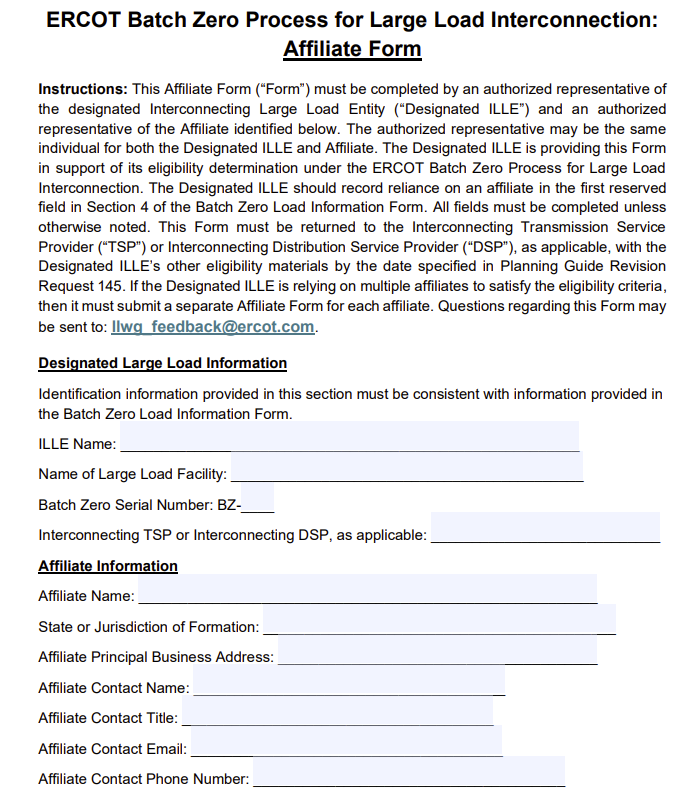 ERCOT Batch Zero Process for Large Load Interconnection:
Affiliate Form
Instructions: This Affiliate Form (“Form”) must be completed by an authorized representative of
the designated Interconnecting Large Load Entity (“Designated ILLE”) and an authorized
representative of the Affiliate identified below. The authorized representative may be the same
individual for both the Designated ILLE and Affiliate. The Designated ILLE is providing this Form
in support of its eligibility determination under the ERCOT Batch Zero Process for Large Load
Interconnection. The Designated ILLE should record reliance on an affiliate in the first reserved
field in Section 4 of the Batch Zero Load Information Form. All fields must be completed unless
otherwise noted. This Form must be returned to the Interconnecting Transmission Service
Provider (“TSP”) or Interconnecting Distribution Service Provider (“DSP”), as applicable, with the
Designated ILLE’s other eligibility materials by the date specified in Planning Guide Revision
Request 145. If the Designated ILLE is relying on multiple affiliates to satisfy the eligibility criteria,
then it must submit a separate Affiliate Form for each affiliate. Questions regarding this Form may
be sent to: llwg_feedback@ercot.com.
Designated Large Load Information
Identification information provided in this section must be consistent with information provided in
the Batch Zero Load Information Form.
ILLE Name:
Name of Large Load Facility:
Batch Zero Serial Number: BZ-
Interconnecting TSP or Interconnecting DSP, as applicable:
Affiliate Information
Affiliate Name:
State or Jurisdiction of Formation:
Affiliate Principal Business Address:
Affiliate Contact Name:
Affiliate Contact Title:
Affiliate Contact Email:
Affiliate Contact Phone Number: